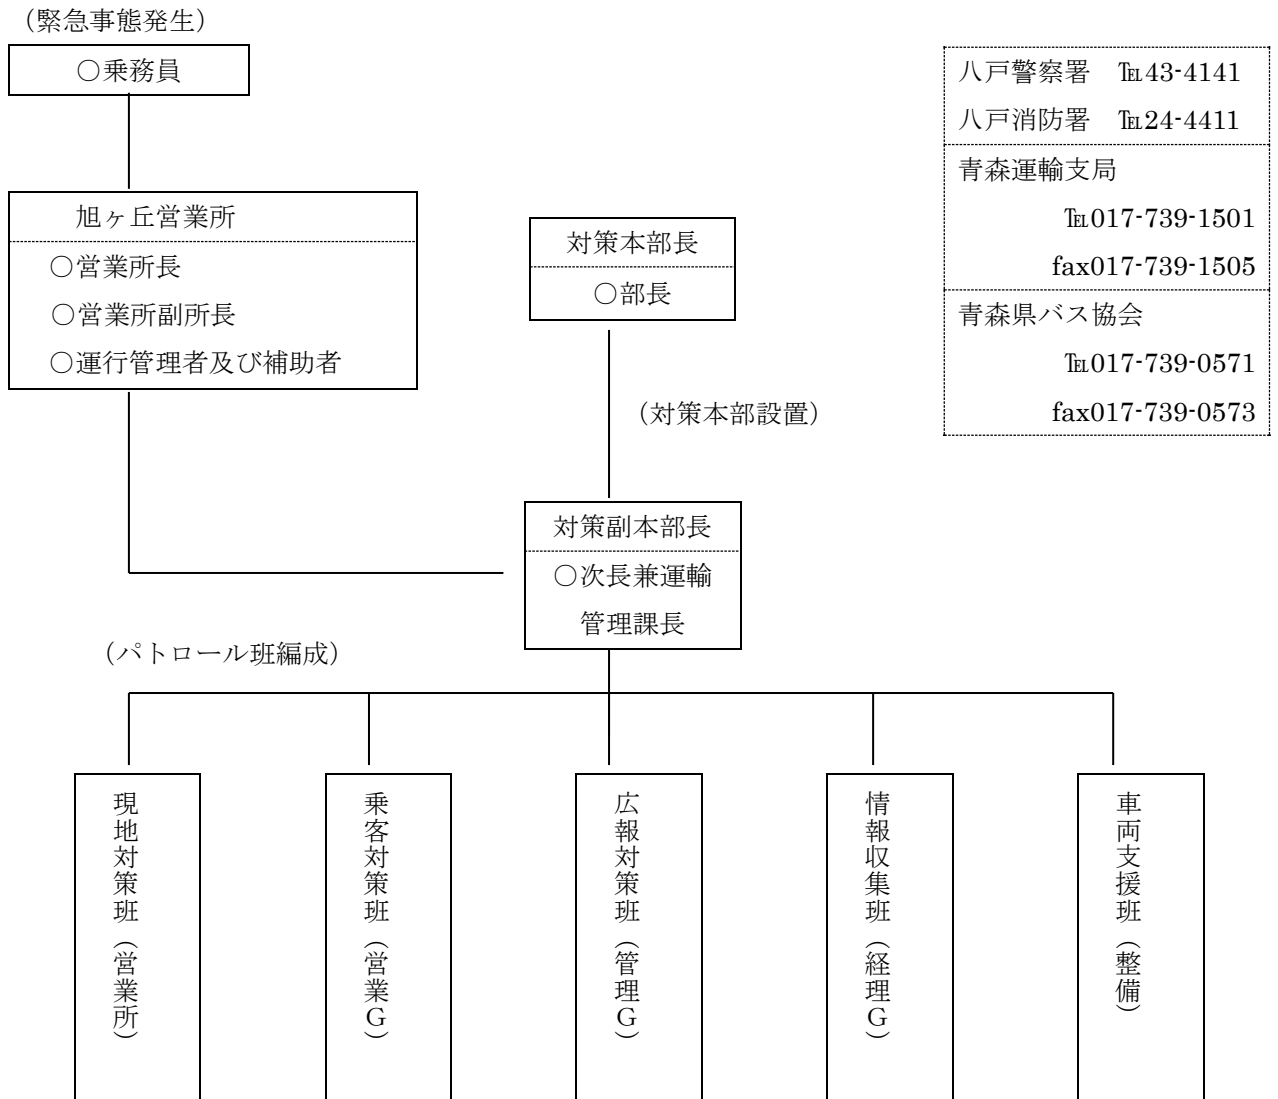 （緊急事態発生）
○乗務員
旭ヶ丘営業所
○営業所長
○営業所副所長
○運行管理者及び補助者
対策本部長
○部長
（対策本部設置）
八戸警察署　℡43-4141
八戸消防署　℡24-4411
青森運輸支局
℡017-739-1501
fax017-739-1505
青森県バス協会
℡017-739-0571
fax017-739-0573
対策副本部長
○次長兼運輸
管理課長
（パトロール班編成）
現地対策班（営業所）
乗客対策班（営業G）
広報対策班（管理G）
情報収集班（経理G）
車両支援班（整備）